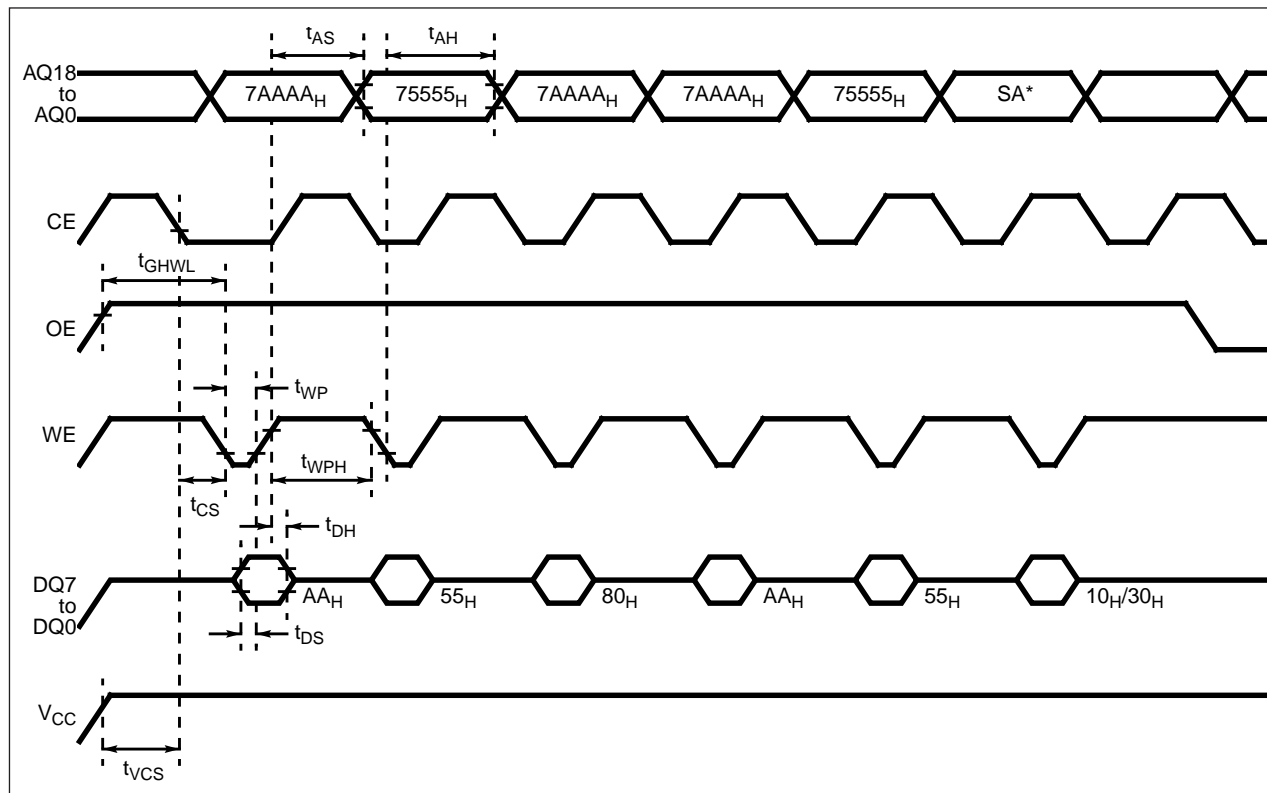 tAS tAH
AQ18
to
AQ0
7AAAAH 75555H 7AAAAH 7AAAAH 75555H SA*
CE
tGHWL
OE
tWP
WE
tWPH
tCS
tDH
DQ7
to
DQ0
AAH 55H 80H AAH 55H 10H/30H
tDS
VCC
tVCS